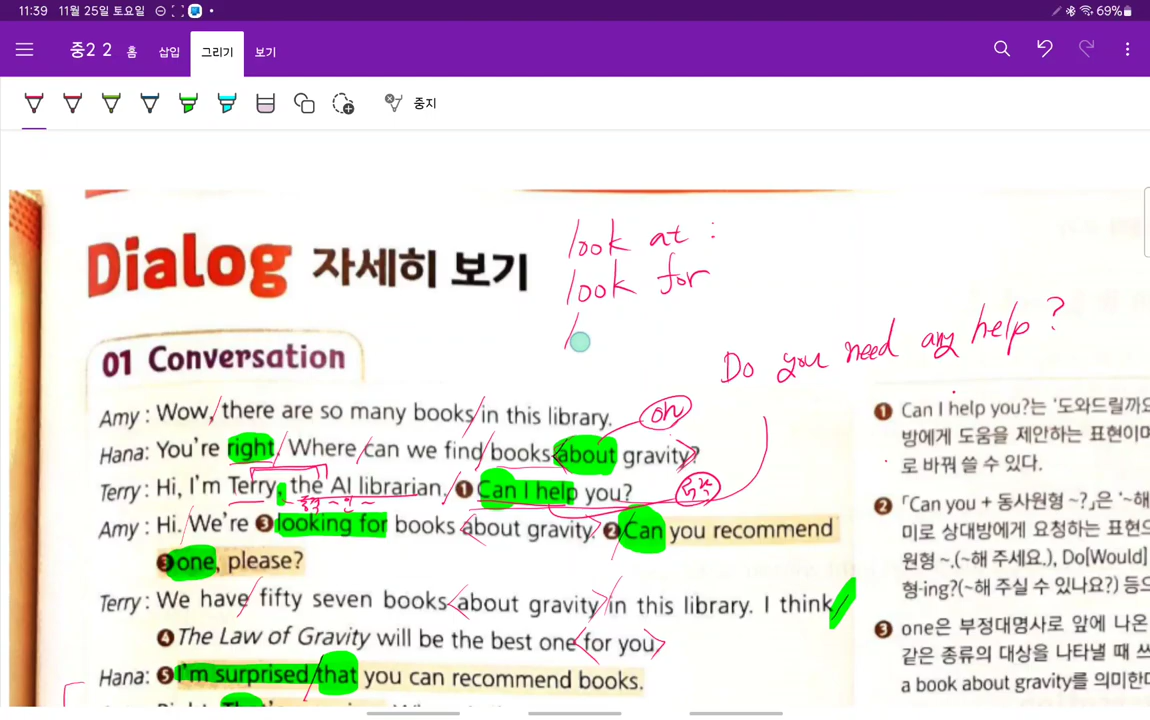 11:39 11월 25일 토요일 69%
중2 2 홈 삽입 그리기 보기
중지
look at :
Dialog 자세히 보기
look for
Do you need any help?
01 Conversation
Amy : Wow, there are so many books in this library.
on
Hana: You're right. Where can we find books about gravity?
Terry: Hi, I'm Terry, the AI librarian. ❶ Can I help you?
Amy : Hi. We're ❸ looking for books about gravity. ❷ Can you recommend
❸ one, please?
Terry: We have fifty seven books about gravity in this library. I think
❹ The Law of Gravity will be the best one for you.
Hana: ❺ I'm surprised that you can recommend books.
❶ Can I help you?는 '도와드릴까요
방에게 도움을 제안하는 표현이며
로 바꿔 쓸 수 있다.
❷ 「Can you + 동사원형 ~?」은 '~해
미로 상대방에게 요청하는 표현으
원형 ~.(~해 주세요.), Do[Would]
형-ing?(~해 주실 수 있나요?) 등으
❸ one은 부정대명사로 앞에 나온
같은 종류의 대상을 나타낼 때 쓰
a book about gravity를 의미한다